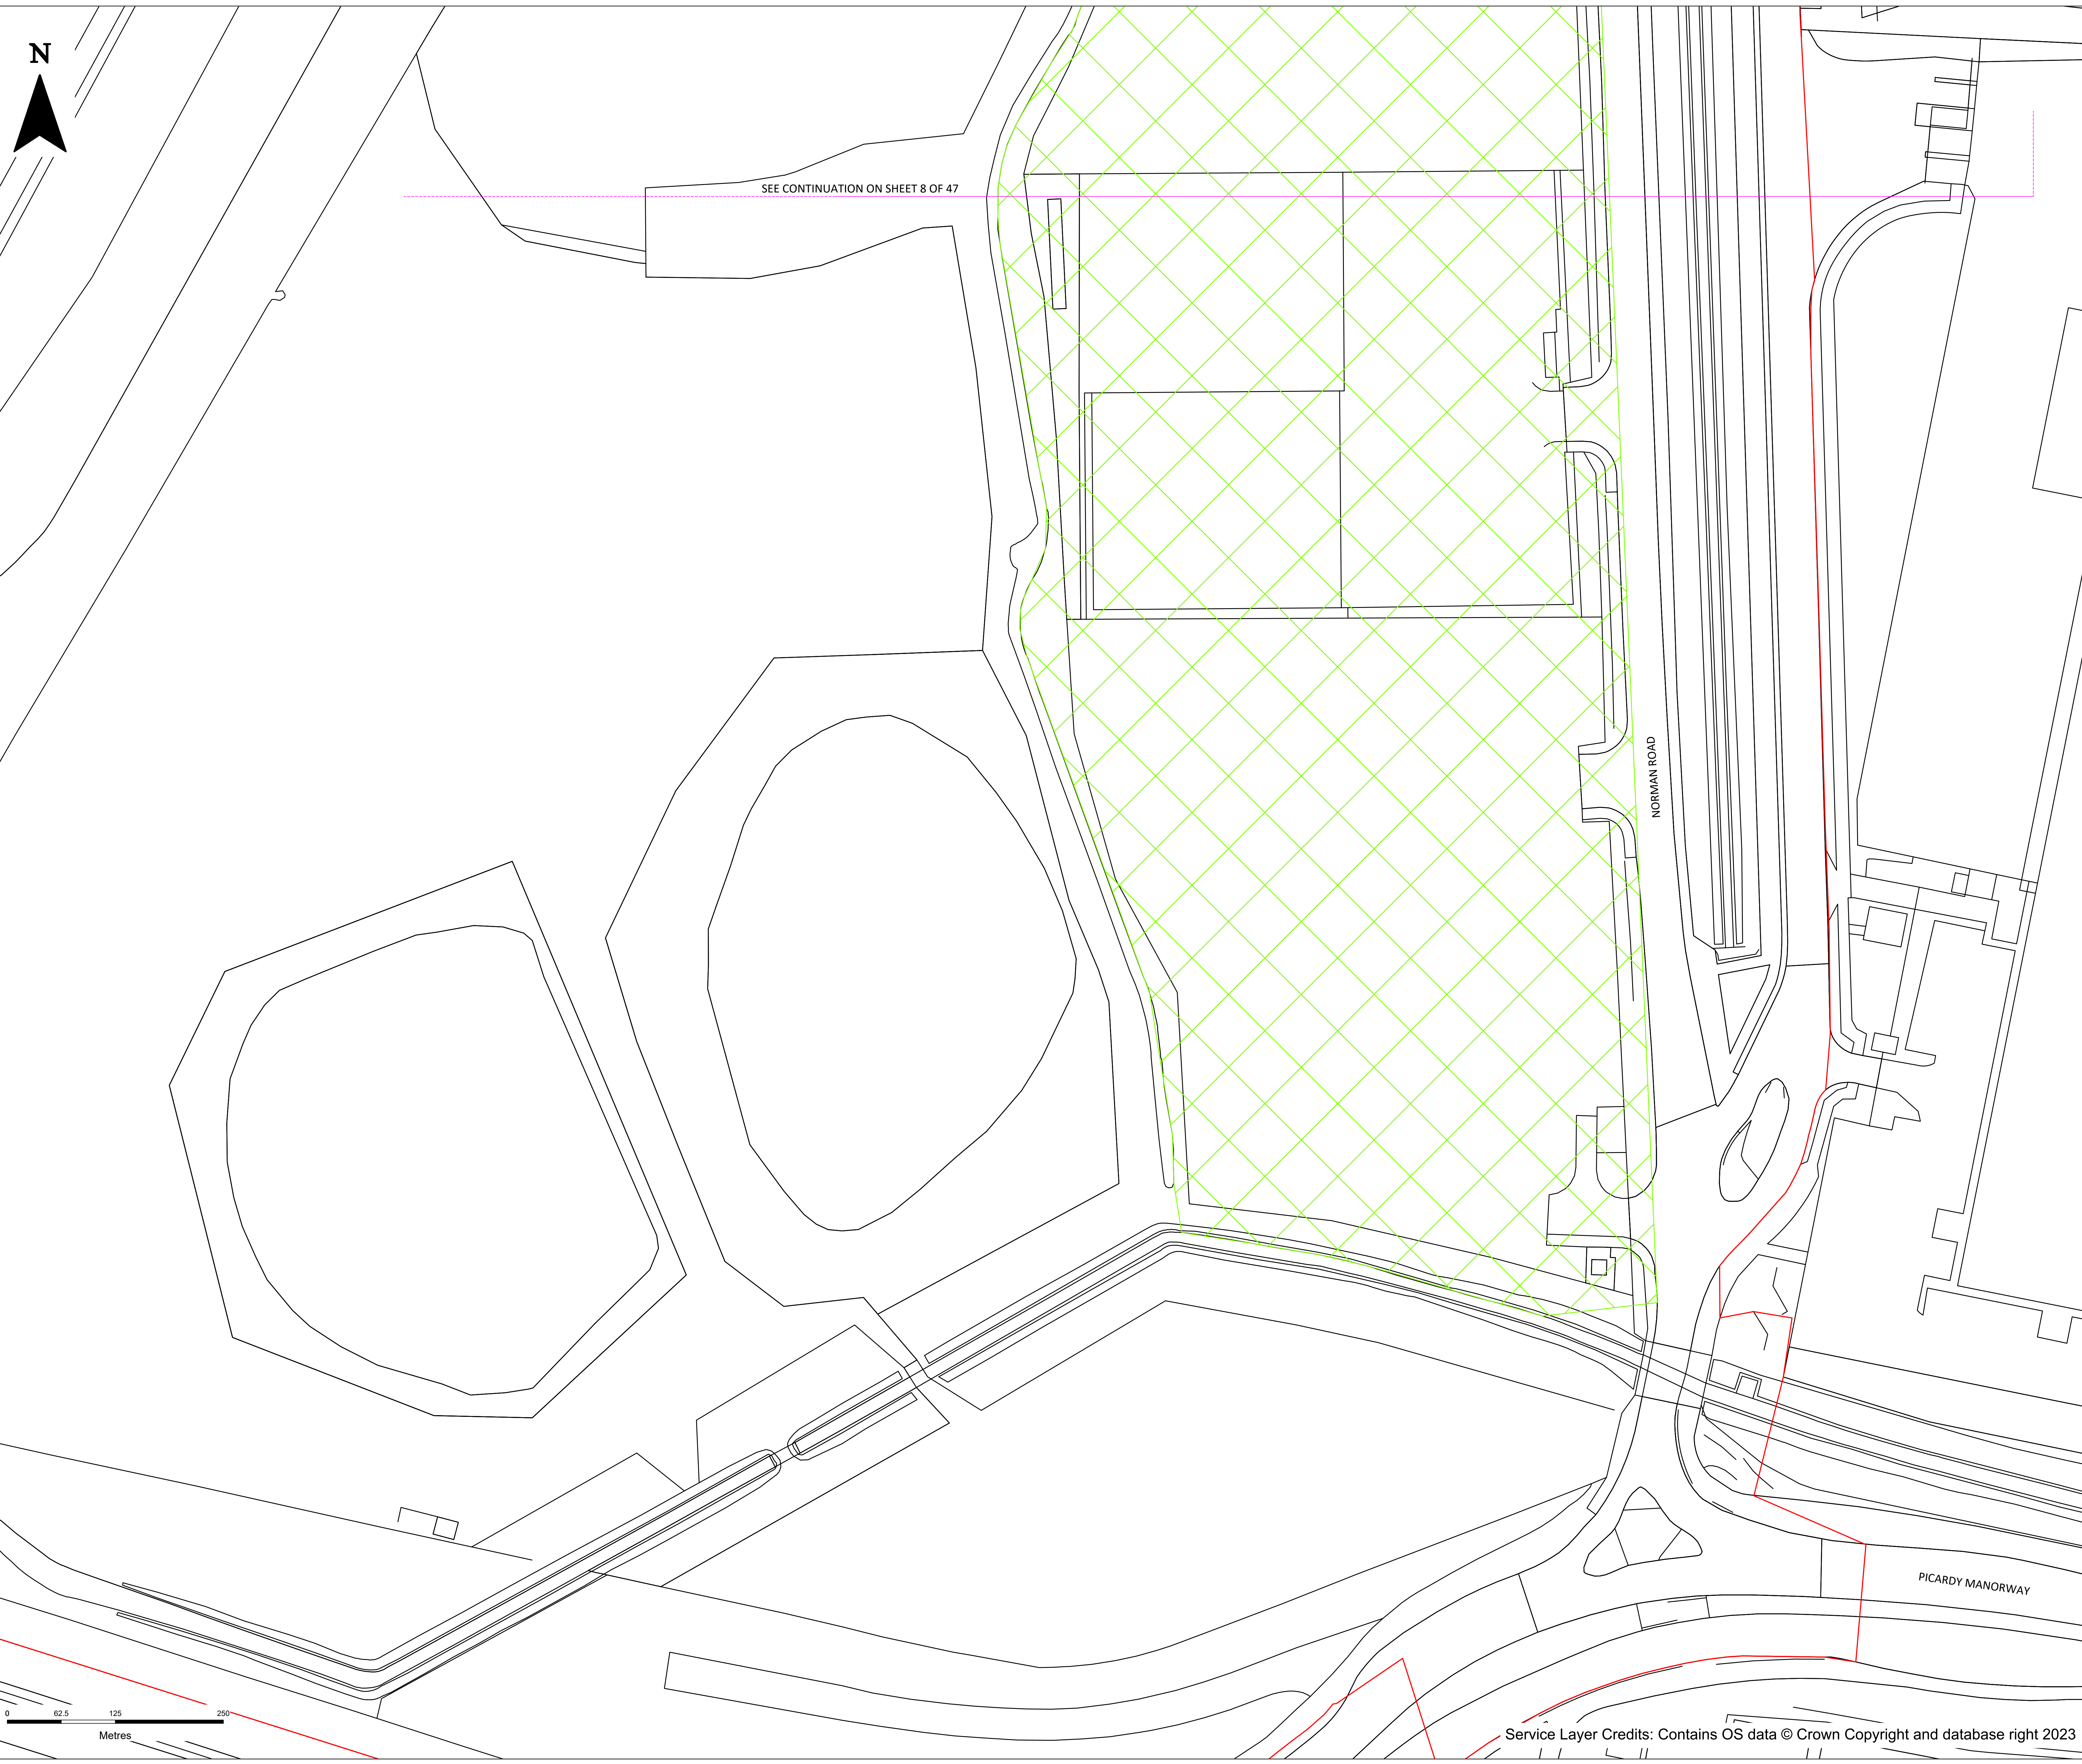 N
SEE CONTINUATION ON SHEET 8 OF 47
NORMAN ROAD
PICARDY MANORWAY
0 62.5 125 250
Metres
Service Layer Credits: Contains OS data © Crown Copyright and database right 2023